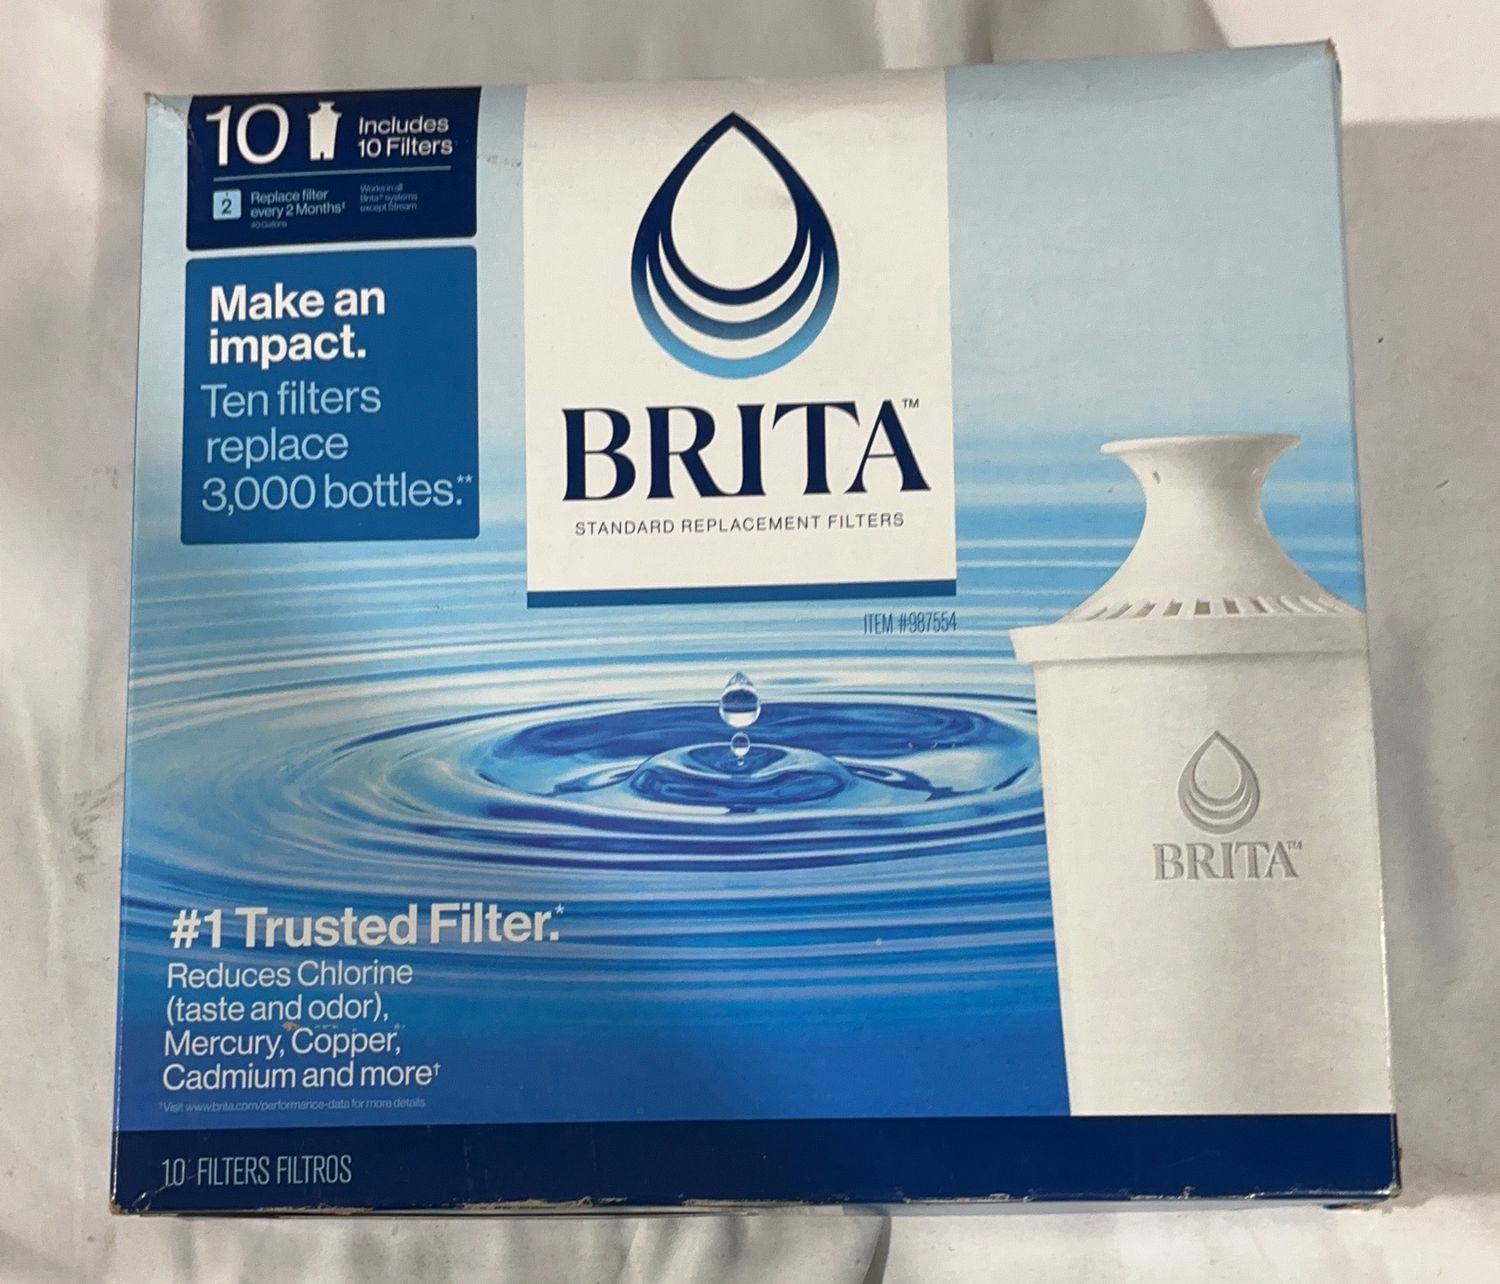 10
Includes
10 Filters
2
Replace filter
every 2 Months†
40 Gallons
Works in all
Brita® systems
except Stream
Make an
impact.
Ten filters
replace
3,000 bottles.**
BRITA™
STANDARD REPLACEMENT FILTERS
ITEM #987554
BRITA™
#1 Trusted Filter.*
Reduces Chlorine
(taste and odor),
Mercury, Copper,
Cadmium and more†
†Visit www.brita.com/performance-data for more details.
10 FILTERS FILTROS